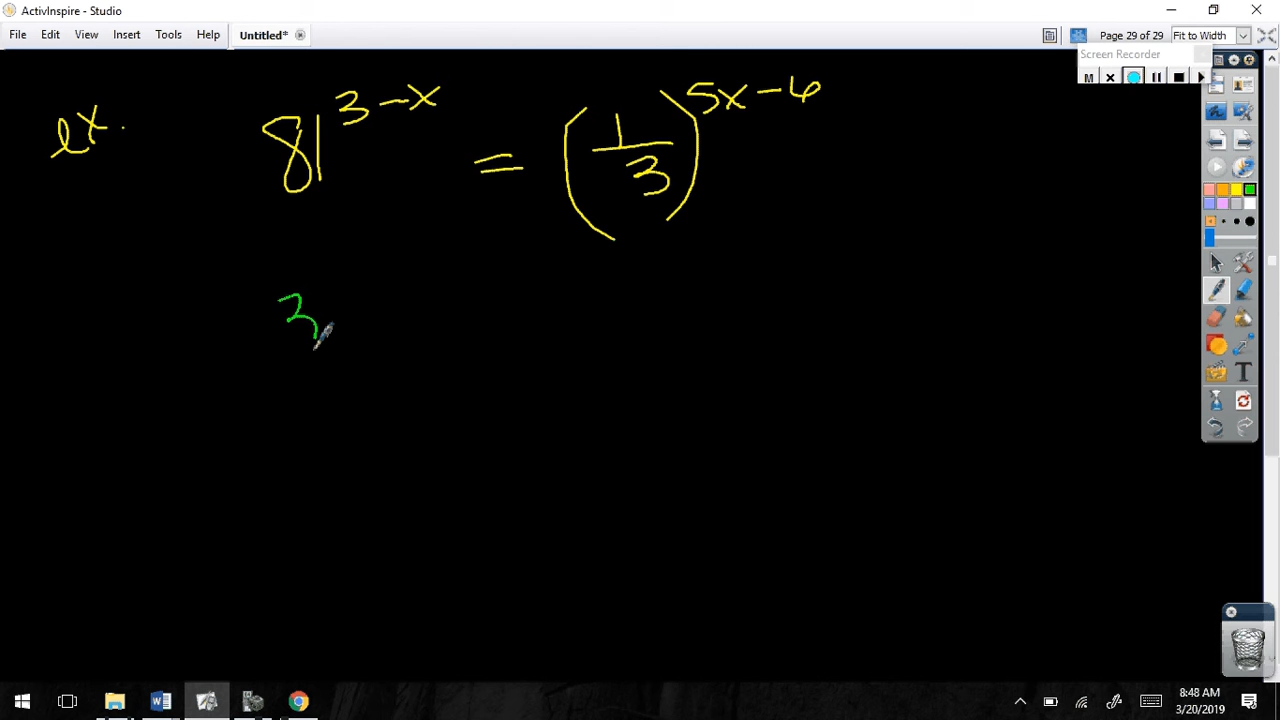 ActivInspire - Studio
File Edit View Insert Tools Help Untitled* Page 29 of 29 Fit to Width
Screen Recorder
M
ex. 81^(3-x) = (1/3)^(5x-6)
3
T
8:48 AM
3/20/2019